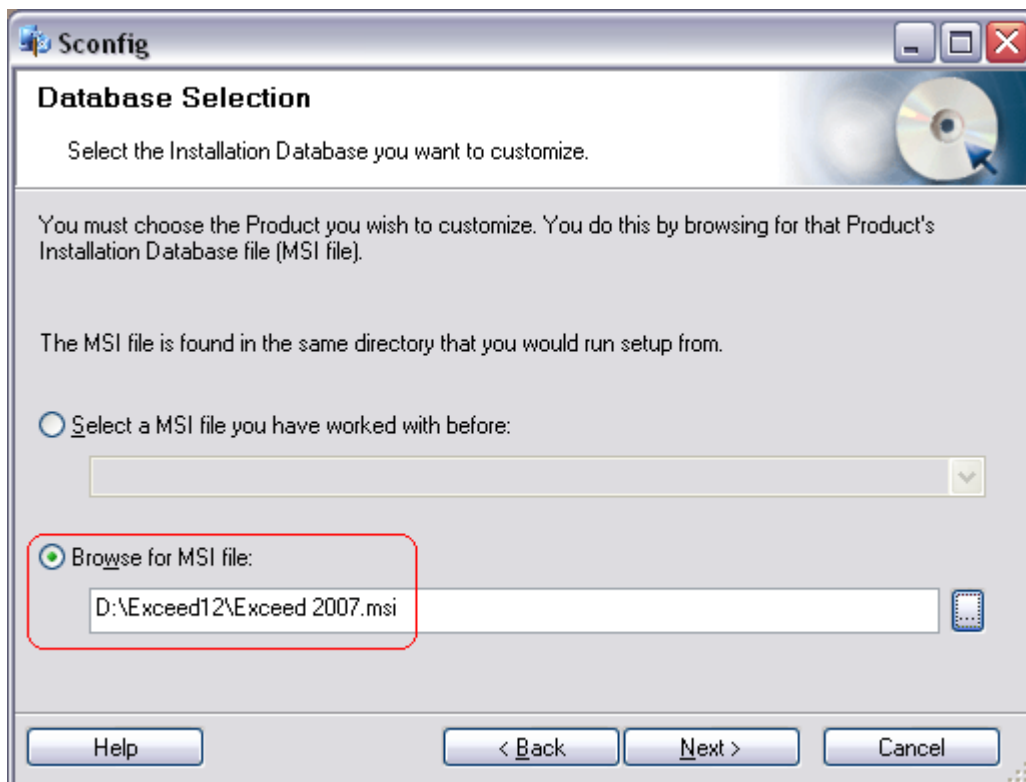 Sconfig
Database Selection
Select the Installation Database you want to customize.
You must choose the Product you wish to customize. You do this by browsing for that Product's
Installation Database file (MSI file).
The MSI file is found in the same directory that you would run setup from.
Select a MSI file you have worked with before:
Browse for MSI file:
D:\Exceed12\Exceed 2007.msi
...
Help
< Back
Next >
Cancel